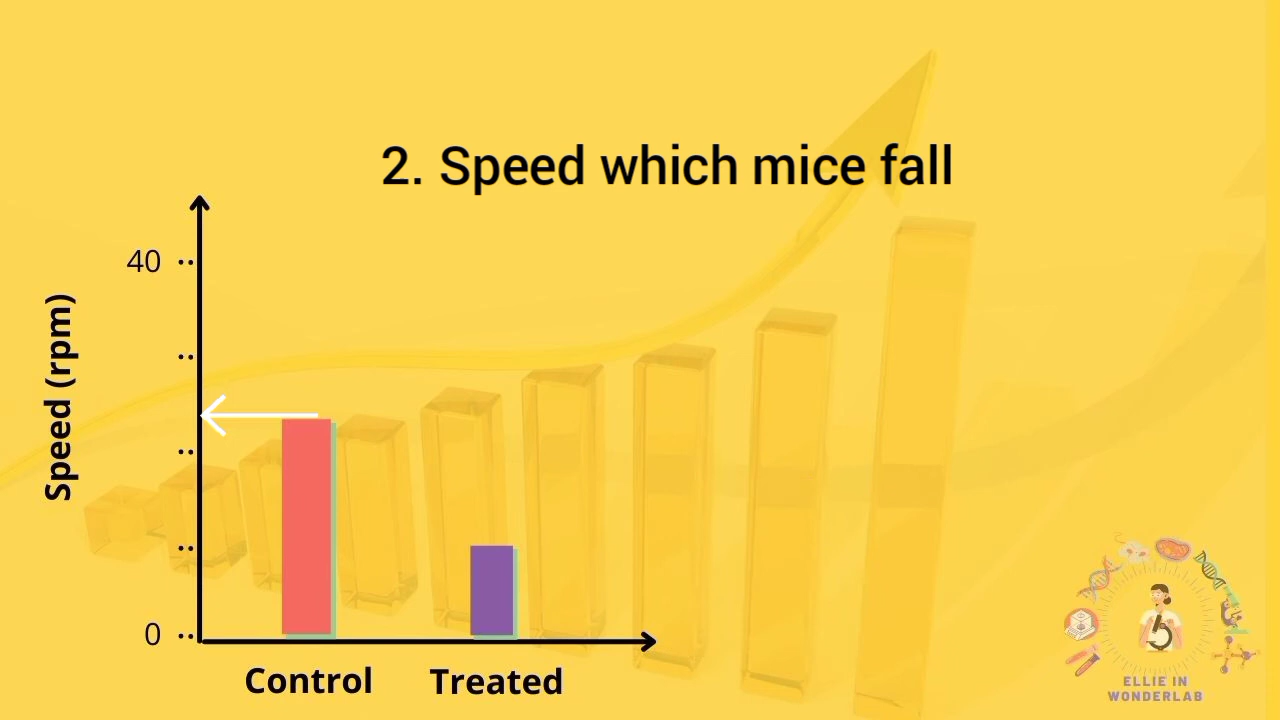 2. Speed which mice fall
40
Speed (rpm)
0
Control Treated
ELLIE IN
WONDERLAB